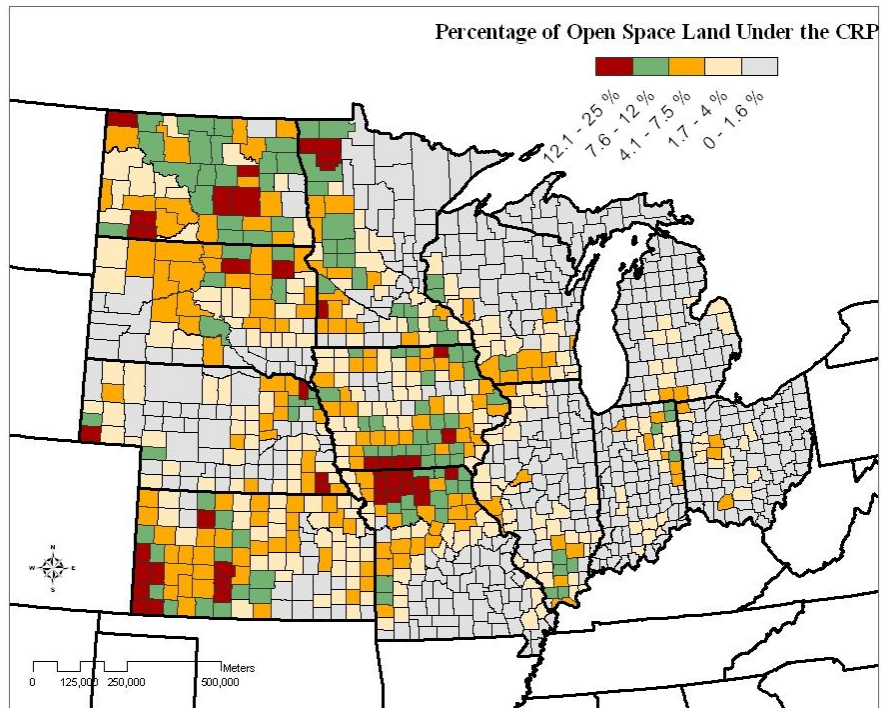 Percentage of Open Space Land Under the CRP
12.1 - 25 %
7.6 - 12 %
4.1 - 7.5 %
1.7 - 4 %
0 - 1.6 %
N
W E
S
Meters
0 125,000 250,000 500,000